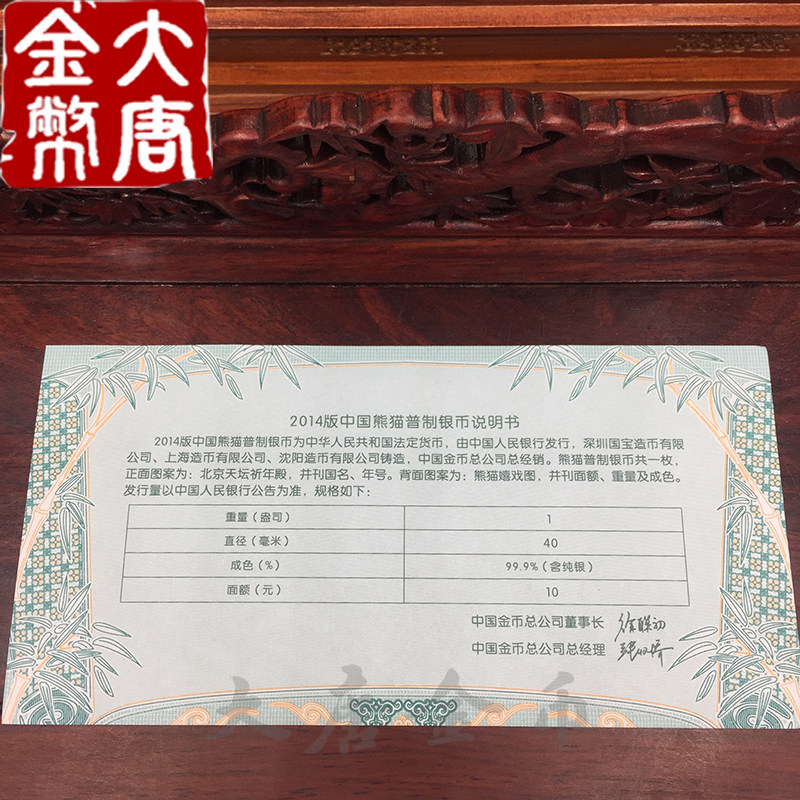 大唐
金幣
2014版中国熊猫普制银币说明书
2014版中国熊猫普制银币为中华人民共和国法定货币，由中国人民银行发行，深圳国宝造币有限
公司、上海造币有限公司、沈阳造币有限公司铸造，中国金币总公司总经销。熊猫普制银币共一枚，
正面图案为：北京天坛祈年殿，并刊国名、年号。背面图案为：熊猫嬉戏图，并刊面额、重量及成色。
发行量以中国人民银行公告为准，规格如下：
重量（盎司） 1
直径（毫米） 40
成色（%） 99.9%（含纯银）
面额（元） 10
中国金币总公司董事长
中国金币总公司总经理
大唐金币